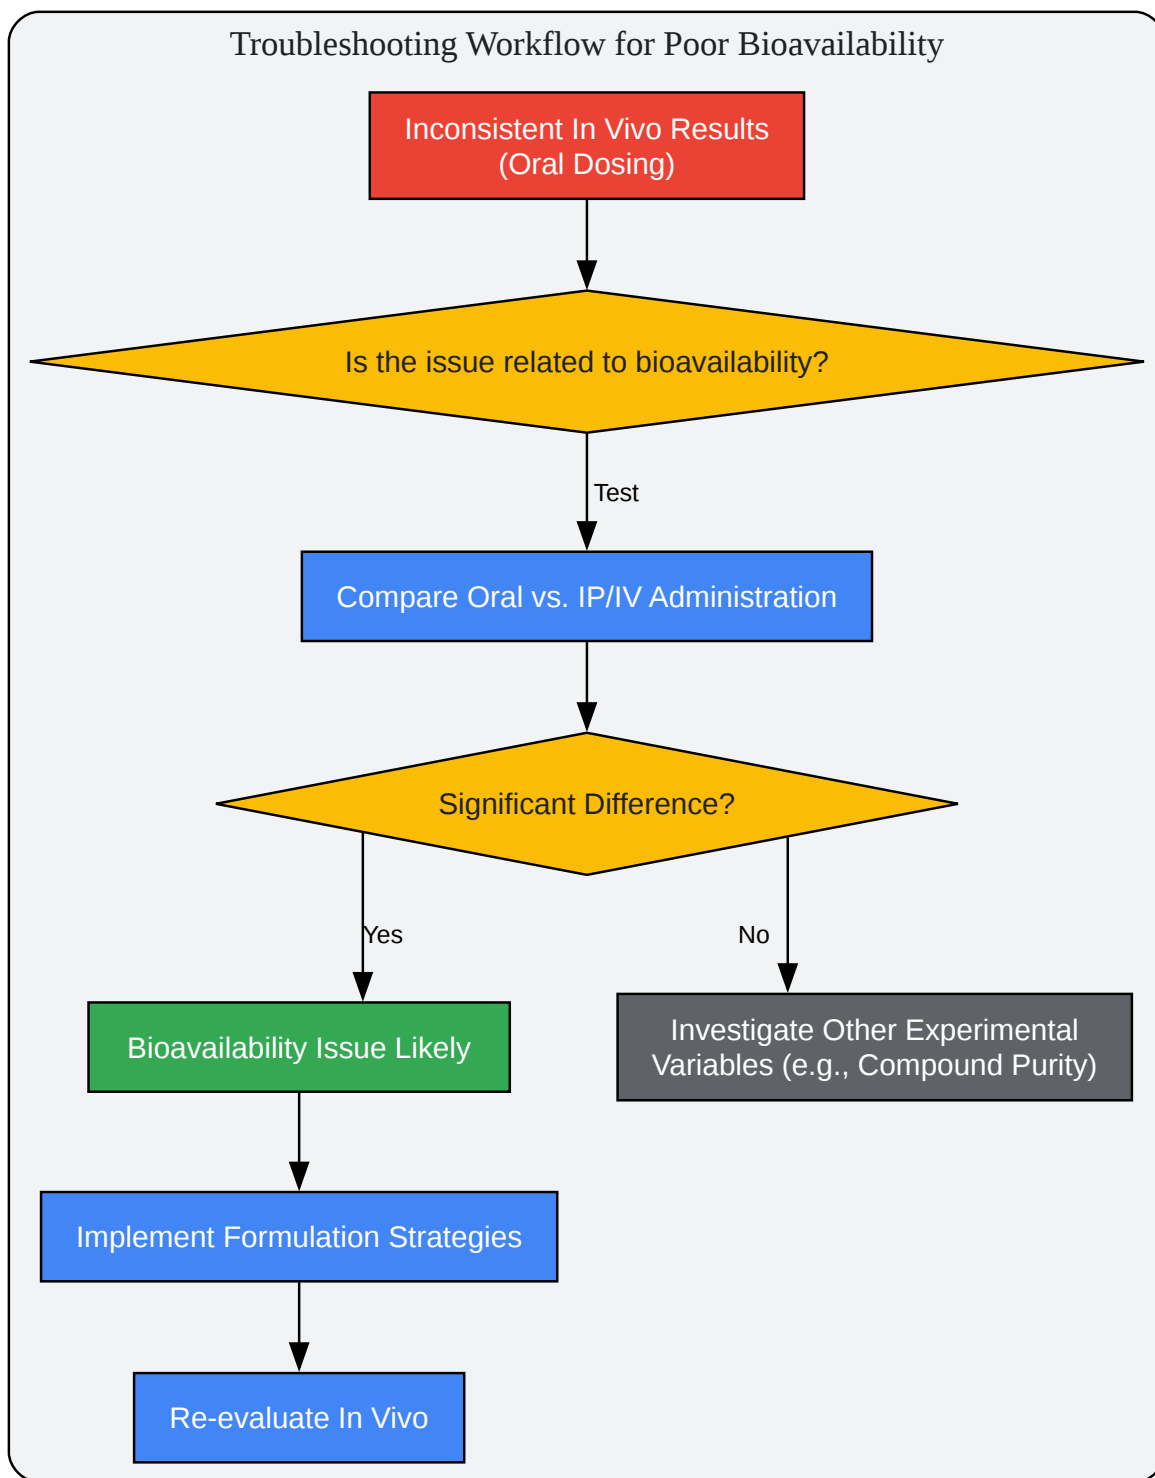 Troubleshooting Workflow for Poor Bioavailability
Inconsistent In Vivo Results
(Oral Dosing)
Is the issue related to bioavailability?
Test
Compare Oral vs. IP/IV Administration
Significant Difference?
Yes
No
Bioavailability Issue Likely
Investigate Other Experimental
Variables (e.g., Compound Purity)
Implement Formulation Strategies
Re-evaluate In Vivo